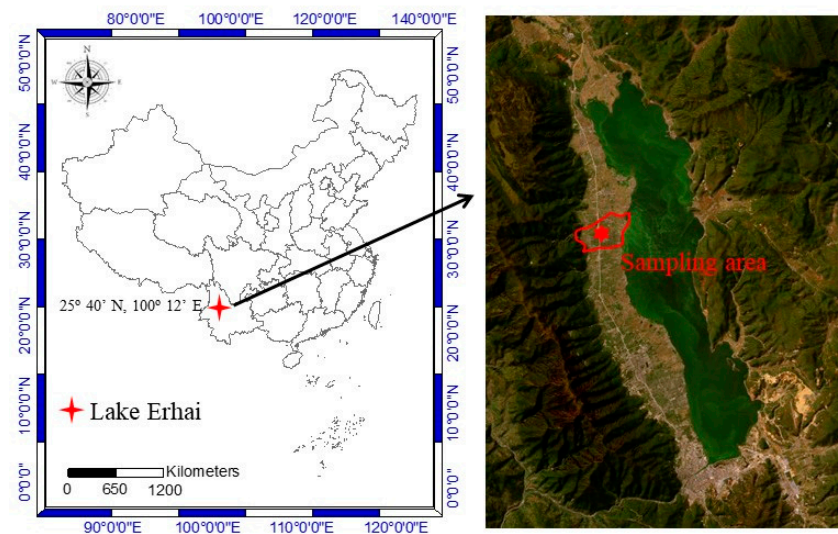 80°0'0"E 100°0'0"E 120°0'0"E 140°0'0"E
N
W E
S
50°0'0"N
40°0'0"N
30°0'0"N
20°0'0"N
10°0'0"N
0°0'0"
50°0'0"N
40°0'0"N
30°0'0"N
20°0'0"N
10°0'0"N
0°0'0"
25° 40' N, 100° 12' E
Lake Erhai
Kilometers
0 650 1200
90°0'0"E 100°0'0"E 110°0'0"E 120°0'0"E
Sampling area